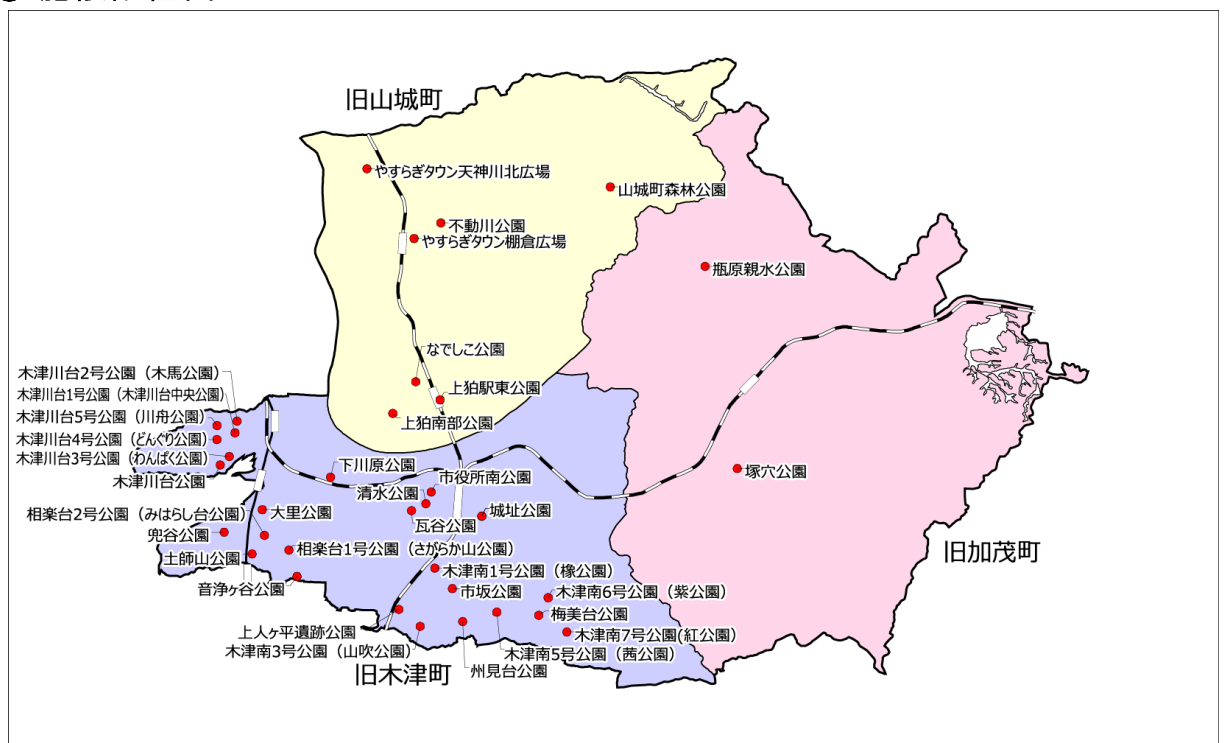 旧山城町
やすらぎタウン天神川北広場
山城町森林公園
不動川公園
やすらぎタウン棚倉広場
瓶原親水公園
なでしこ公園
木津川台2号公園（木馬公園）
木津川台1号公園（木津川台中央公園）
上狛駅東公園
木津川台5号公園（川舟公園）
上狛南部公園
木津川台4号公園（どんぐり公園）
木津川台3号公園（わんぱく公園）
下川原公園
塚穴公園
木津川台公園
市役所南公園
清水公園
相楽台2号公園（みはらし台公園）
大里公園
城址公園
瓦谷公園
兜谷公園
相楽台1号公園（さがらか山公園）
旧加茂町
土師山公園
木津南1号公園（橡公園）
音浄ヶ谷公園
市坂公園
木津南6号公園（紫公園）
梅美台公園
上人ヶ平遺跡公園
木津南7号公園(紅公園)
木津南3号公園（山吹公園）
木津南5号公園（茜公園）
州見台公園
旧木津町